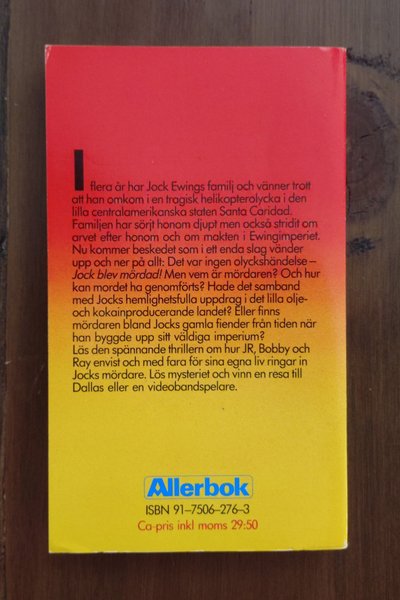 I flera år har Jock Ewings familj och vänner trott
att han omkom i en tragisk helikopterolycka i den
lilla centralamerikanska staten Santa Caridad.
Familjen har sörjt honom djupt men också stridit om
arvet efter honom och om makten i Ewingimperiet.
Nu kommer beskedet som i ett enda slag vänder
upp och ner på allt: Det var ingen olyckshändelse –
Jock blev mördad! Men vem är mördaren? Och hur
kan mordet ha genomförts? Hade det samband
med Jocks hemlighetsfulla uppdrag i det lilla olje-
och kokainproducerande landet? Eller finns
mördaren bland Jocks gamla fiender från tiden när
han byggde upp sitt väldiga imperium?
Läs den spännande thrillern om hur JR, Bobby och
Ray envist och med fara för sina egna liv ringar in
Jocks mördare. Lös mysteriet och vinn en resa till
Dallas eller en videobandspelare.
Allerbok
ISBN 91–7506–276–3
Ca-pris inkl moms 29:50